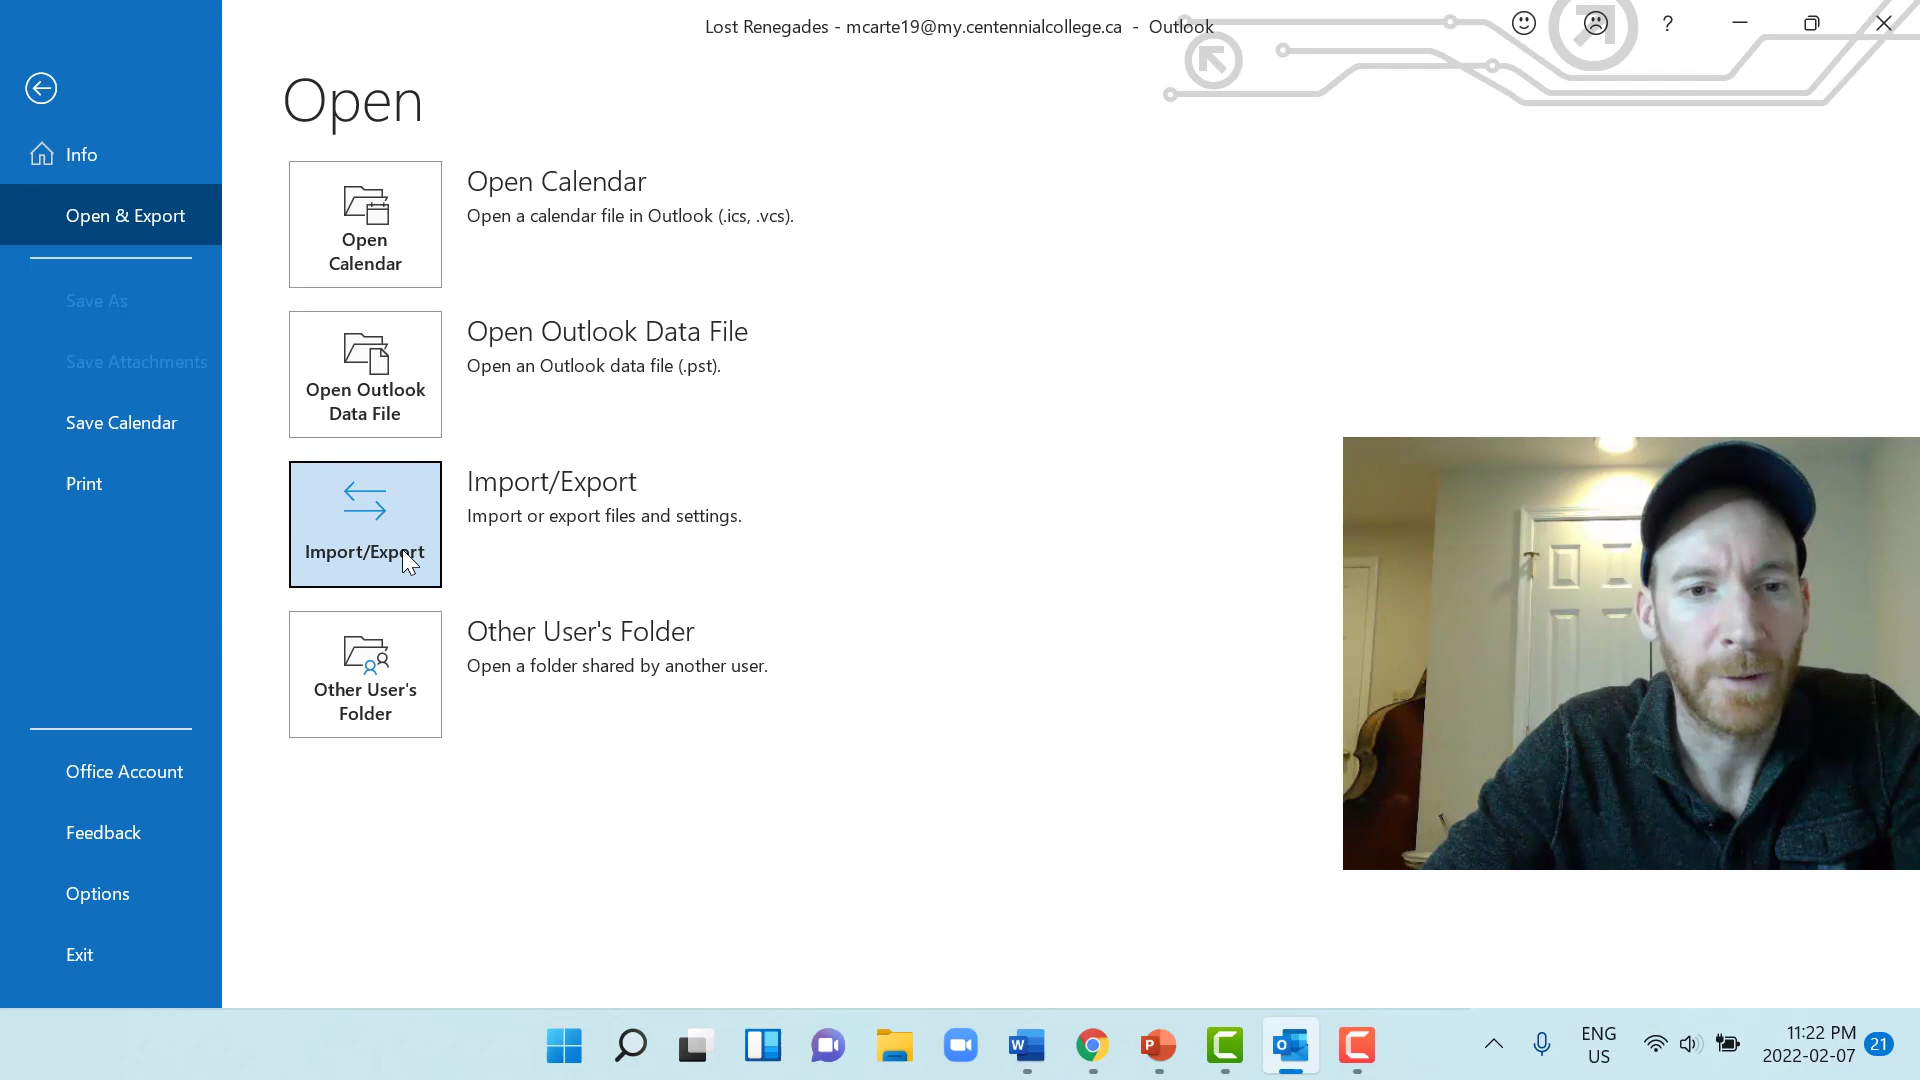 Lost Renegades - mcarte19@my.centennialcollege.ca - Outlook
?
Open
Info
Open & Export
Save As
Save Attachments
Save Calendar
Print
Office Account
Feedback
Options
Exit
Open
Calendar
Open Calendar
Open a calendar file in Outlook (.ics, .vcs).
Open Outlook
Data File
Open Outlook Data File
Open an Outlook data file (.pst).
Import/Export
Import/Export
Import or export files and settings.
Other User's
Folder
Other User's Folder
Open a folder shared by another user.
ENG
US
11:22 PM
2022-02-07
21